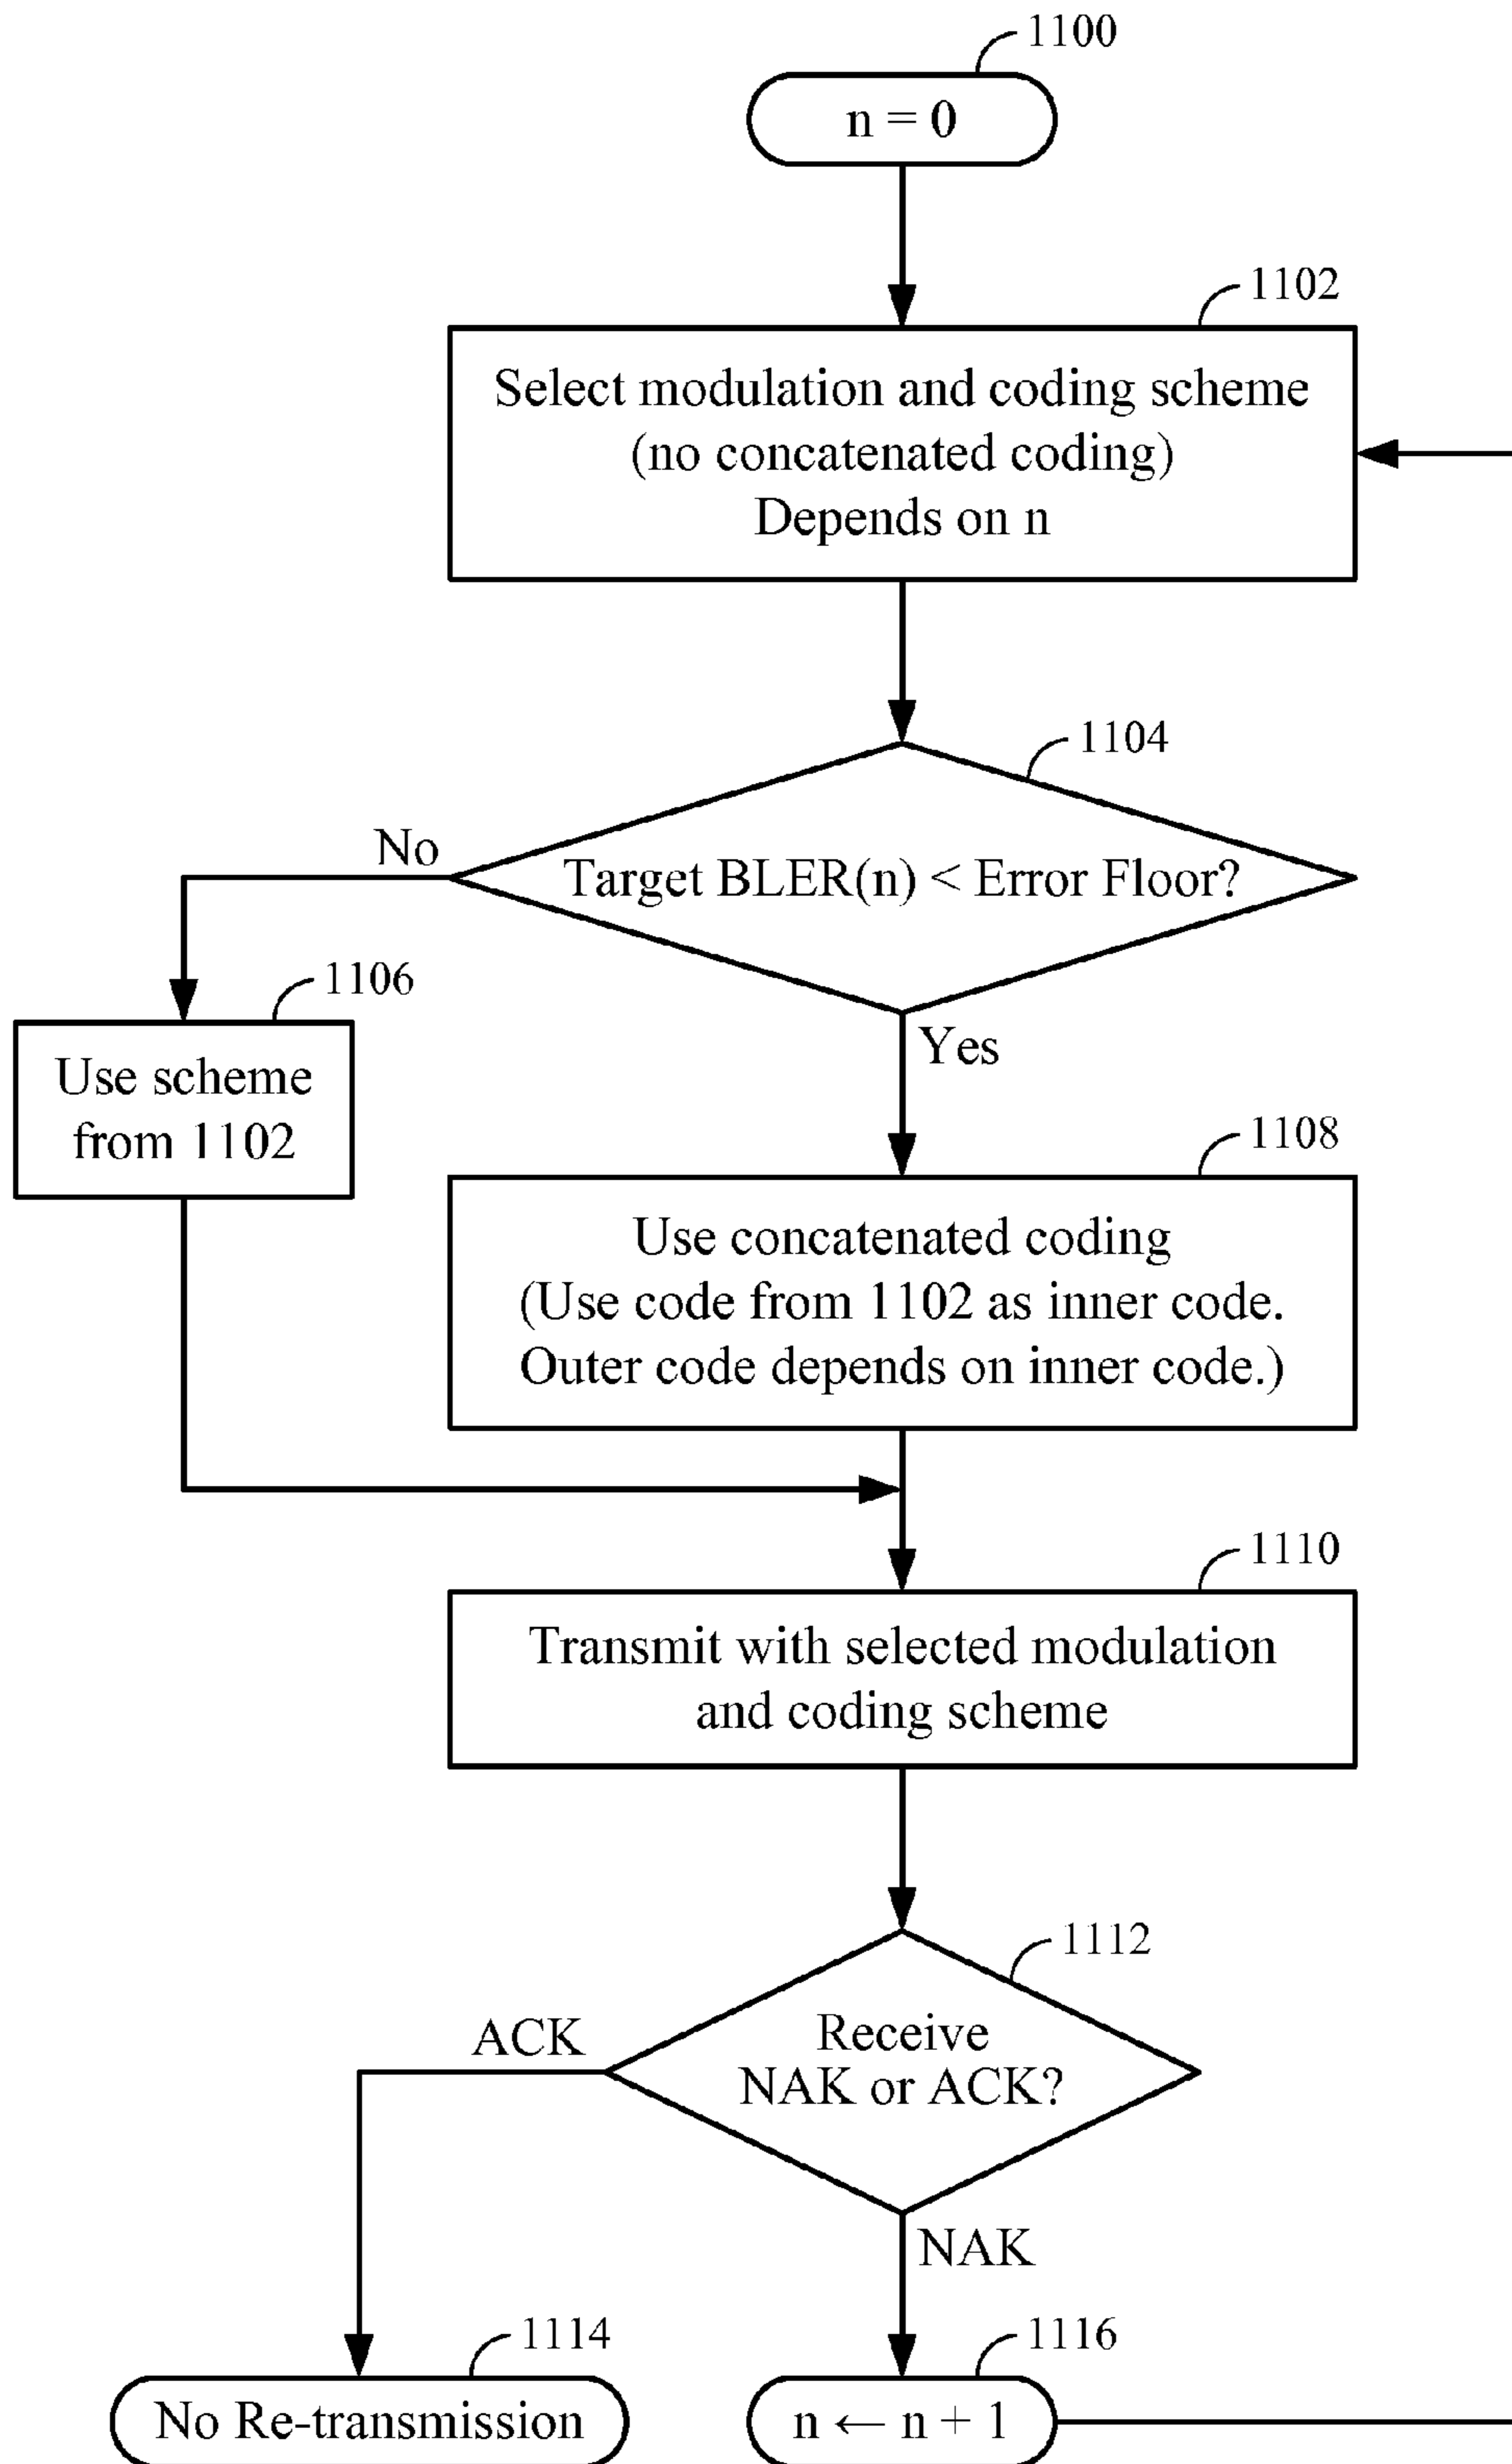 1100
n = 0
1102
Select modulation and coding scheme
(no concatenated coding)
Depends on n
1104
No
Target BLER(n) < Error Floor?
1106
Yes
Use scheme
from 1102
1108
Use concatenated coding
(Use code from 1102 as inner code.
Outer code depends on inner code.)
1110
Transmit with selected modulation
and coding scheme
1112
ACK
Receive
NAK or ACK?
NAK
1114
1116
No Re-transmission
n ← n + 1